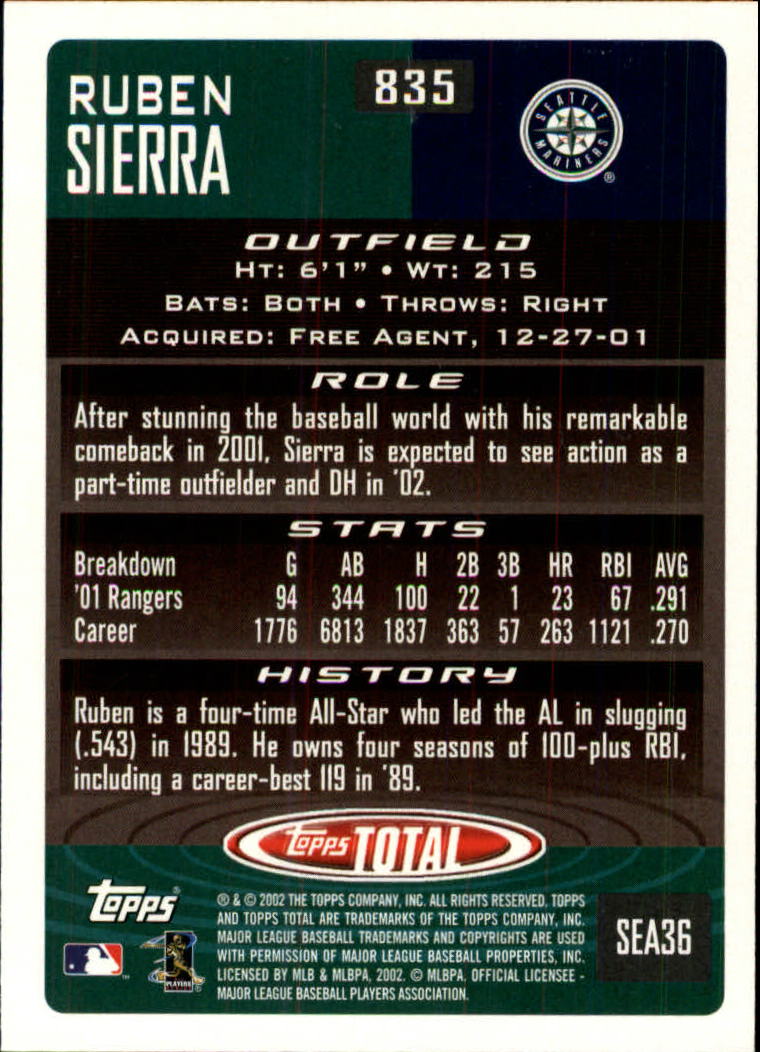 RUBEN
SIERRA
835
SEATTLE
MARINERS
®
OUTFIELD
HT: 6'1" • WT: 215
BATS: BOTH • THROWS: RIGHT
ACQUIRED: FREE AGENT, 12-27-01
ROLE
After stunning the baseball world with his remarkable
comeback in 2001, Sierra is expected to see action as a
part-time outfielder and DH in '02.
STATS
Breakdown G AB H 2B 3B HR RBI AVG
'01 Rangers 94 344 100 22 1 23 67 .291
Career 1776 6813 1837 363 57 263 1121 .270
HISTORY
Ruben is a four-time All-Star who led the AL in slugging
(.543) in 1989. He owns four seasons of 100-plus RBI,
including a career-best 119 in '89.
Topps TOTAL
Topps®
® & © 2002 THE TOPPS COMPANY, INC. ALL RIGHTS RESERVED. TOPPS
AND TOPPS TOTAL ARE TRADEMARKS OF THE TOPPS COMPANY, INC.
MAJOR LEAGUE BASEBALL TRADEMARKS AND COPYRIGHTS ARE USED
WITH PERMISSION OF MAJOR LEAGUE BASEBALL PROPERTIES, INC.
LICENSED BY MLB & MLBPA, 2002. © MLBPA, OFFICIAL LICENSEE -
MAJOR LEAGUE BASEBALL PLAYERS ASSOCIATION.
PLAYERS
SEA36